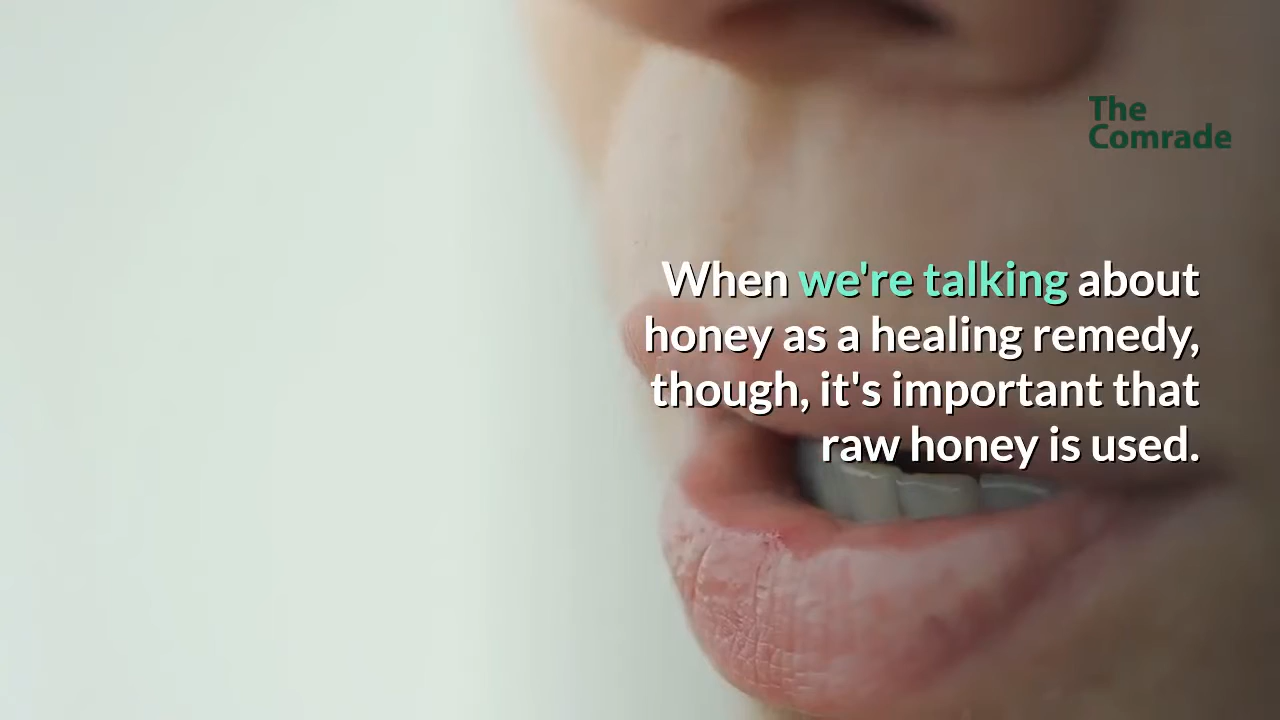 The
Comrade
When we're talking about
honey as a healing remedy,
though, it's important that
raw honey is used.